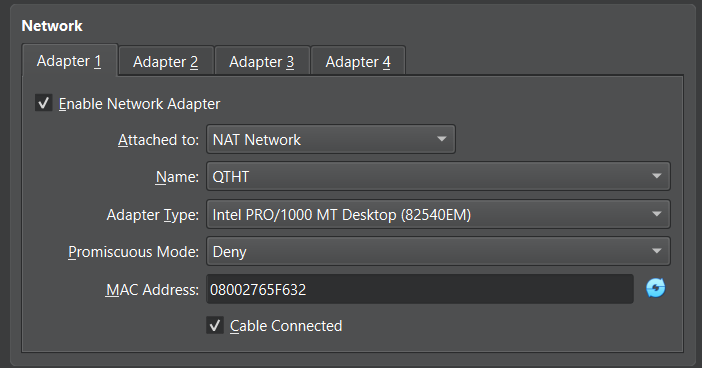 Network
Adapter 1 Adapter 2 Adapter 3 Adapter 4
Enable Network Adapter
Attached to: NAT Network
Name: QTHT
Adapter Type: Intel PRO/1000 MT Desktop (82540EM)
Promiscuous Mode: Deny
MAC Address: 08002765F632
Cable Connected